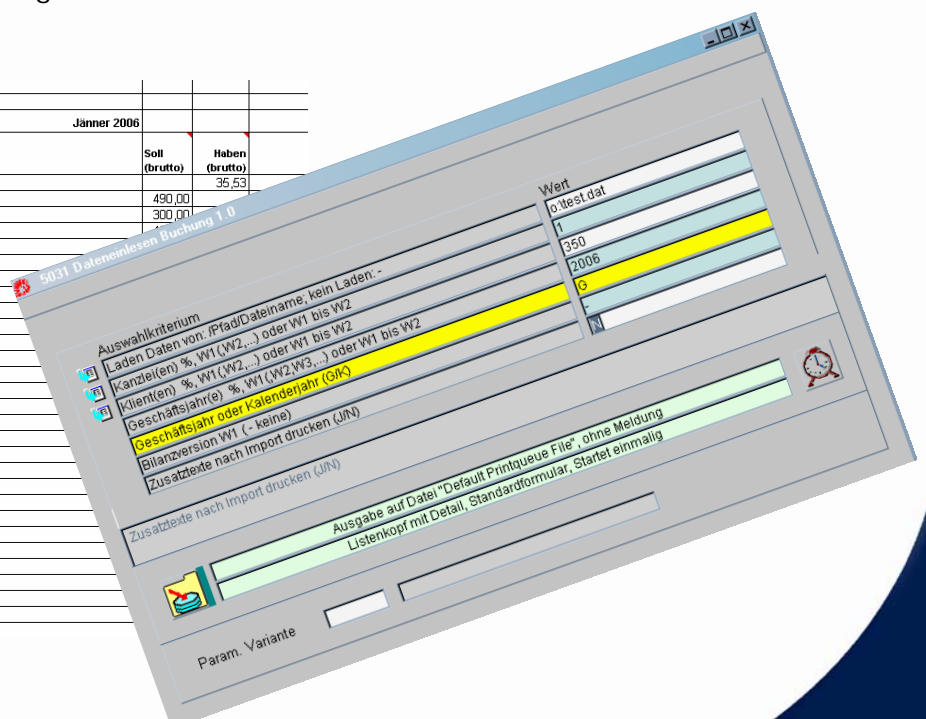 Jänner 2006
Soll Haben
(brutto) (brutto)
35,53
490,00
300,00
5031 Dateneinlesen Buchung 1.0
Auswahlkriterium Wert
Laden Daten von: /Pfad/Dateiname; kein Laden: - o:\test.dat
Kanzlei(en) %, W1(,W2,...) oder W1 bis W2 1
Klient(en) %, W1(,W2,...) oder W1 bis W2 350
Geschäftsjahr(e) %, W1(,W2,W3,...) oder W1 bis W2 2006
Geschäftsjahr oder Kalenderjahr (G/K) G
Bilanzversion W1 ( - keine) -
Zusatztexte nach Import drucken (J/N) N
Zusatztexte nach Import drucken (J/N)
Ausgabe auf Datei "Default Printqueue File", ohne Meldung
Listenkopf mit Detail, Standardformular, Startet einmalig
Param. Variante